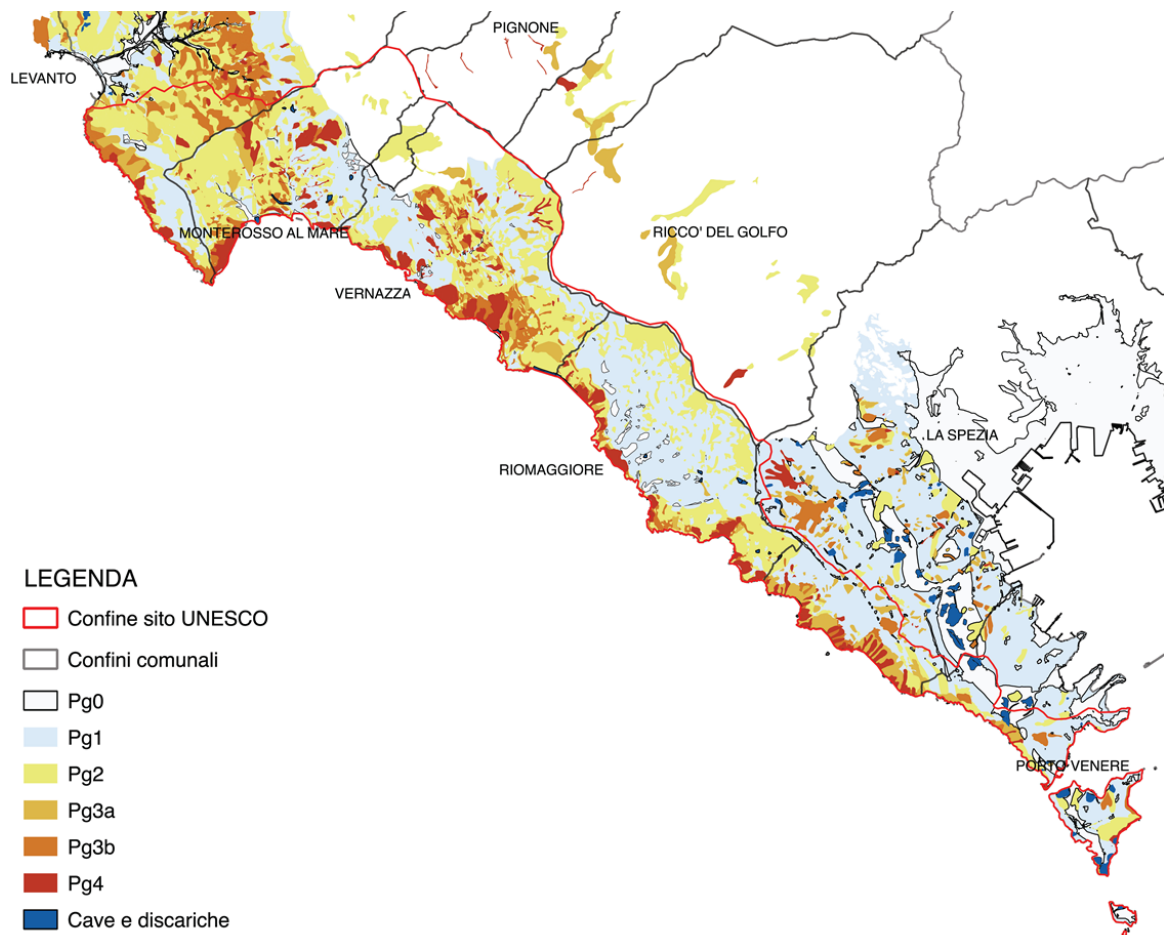 PIGNONE
LEVANTO
MONTEROSSO AL MARE
RICCO' DEL GOLFO
VERNAZZA
LA SPEZIA
RIOMAGGIORE
PORTO VENERE
LEGENDA
Confine sito UNESCO
Confini comunali
Pg0
Pg1
Pg2
Pg3a
Pg3b
Pg4
Cave e discariche